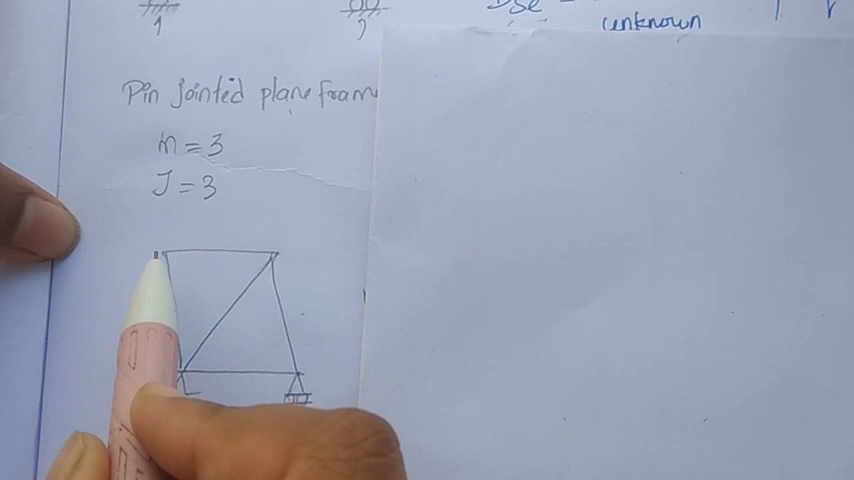 unknown
Pin jointed plane fram
m = 3
J = 3